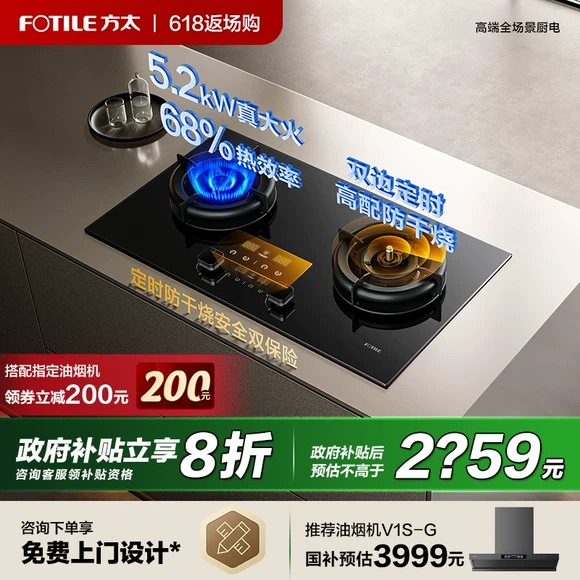 FOTILE方太 | 618返场购
高端全场景厨电
5.2kW真大火
68%热效率
双边定时
高配防干烧
定时防干烧安全双保险
FOTILE
搭配指定油烟机
领券立减200元
200元
政府补贴立享
咨询客服领补贴资格
8折
政府补贴后
预估不高于
2?59元
咨询下单享
免费上门设计*
推荐油烟机V1S-G
国补预估3999元